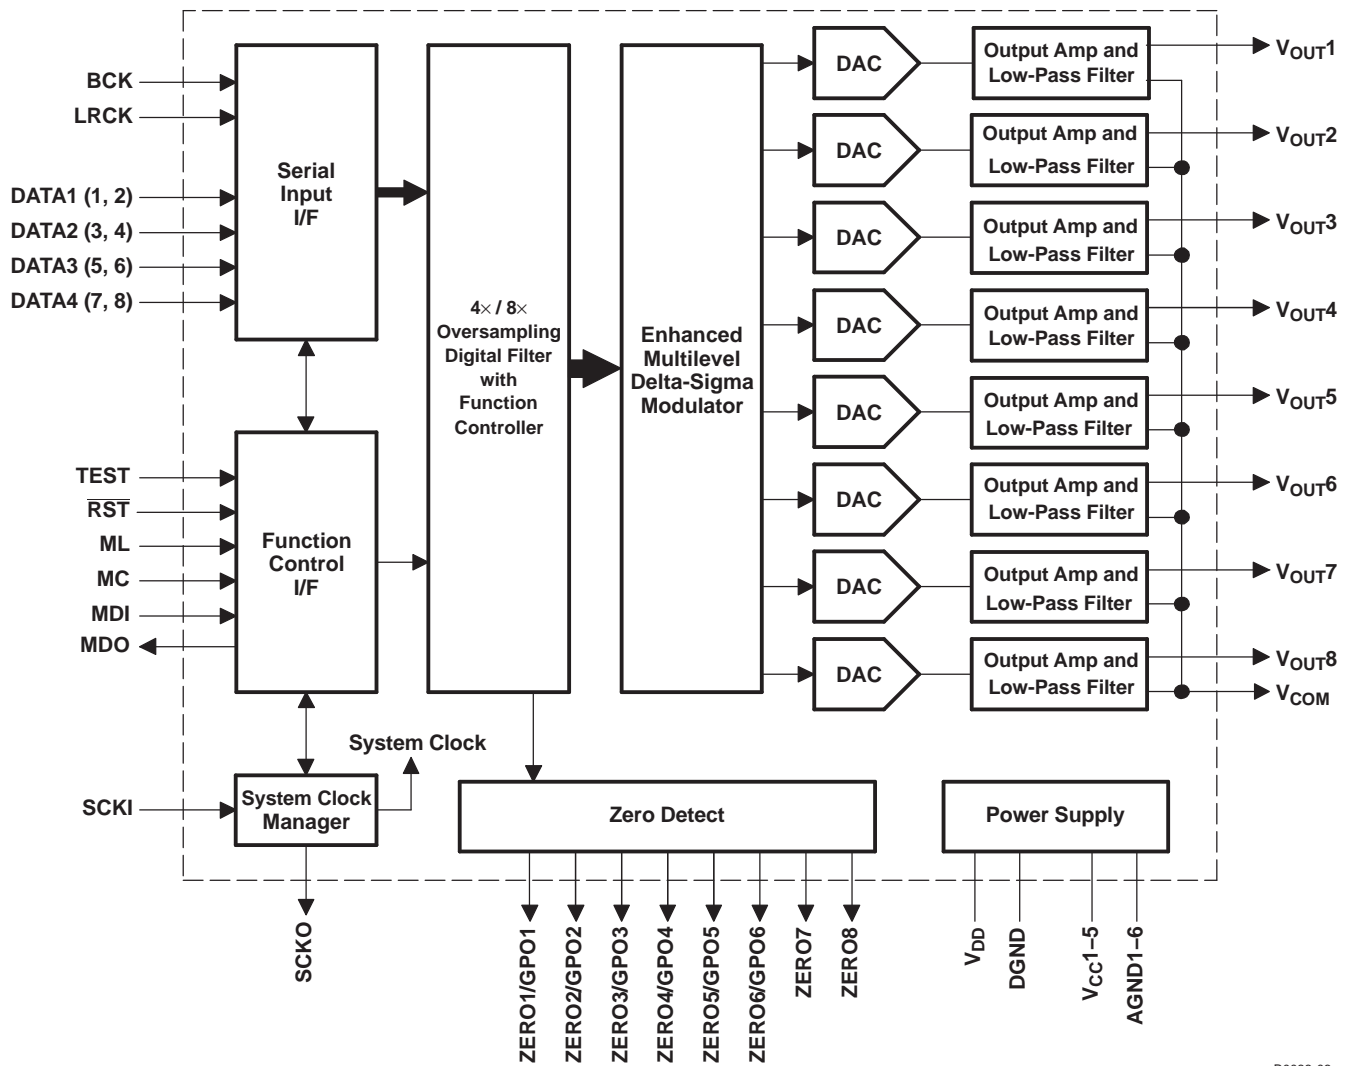 BCK
LRCK
DATA1 (1, 2)
DATA2 (3, 4)
DATA3 (5, 6)
DATA4 (7, 8)
Serial
Input
I/F
TEST
RST
ML
MC
MDI
MDO
Function
Control
I/F
SCKI
System Clock
Manager
System Clock
SCKO
4× / 8×
Oversampling
Digital Filter
with
Function
Controller
Enhanced
Multilevel
Delta-Sigma
Modulator
DAC
Output Amp and
Low-Pass Filter
VOUT1
DAC
Output Amp and
Low-Pass Filter
VOUT2
DAC
Output Amp and
Low-Pass Filter
VOUT3
DAC
Output Amp and
Low-Pass Filter
VOUT4
DAC
Output Amp and
Low-Pass Filter
VOUT5
DAC
Output Amp and
Low-Pass Filter
VOUT6
DAC
Output Amp and
Low-Pass Filter
VOUT7
DAC
Output Amp and
Low-Pass Filter
VOUT8
VCOM
Zero Detect
ZERO1/GPO1
ZERO2/GPO2
ZERO3/GPO3
ZERO4/GPO4
ZERO5/GPO5
ZERO6/GPO6
ZERO7
ZERO8
Power Supply
VDD
DGND
VCC1–5
AGND1–6